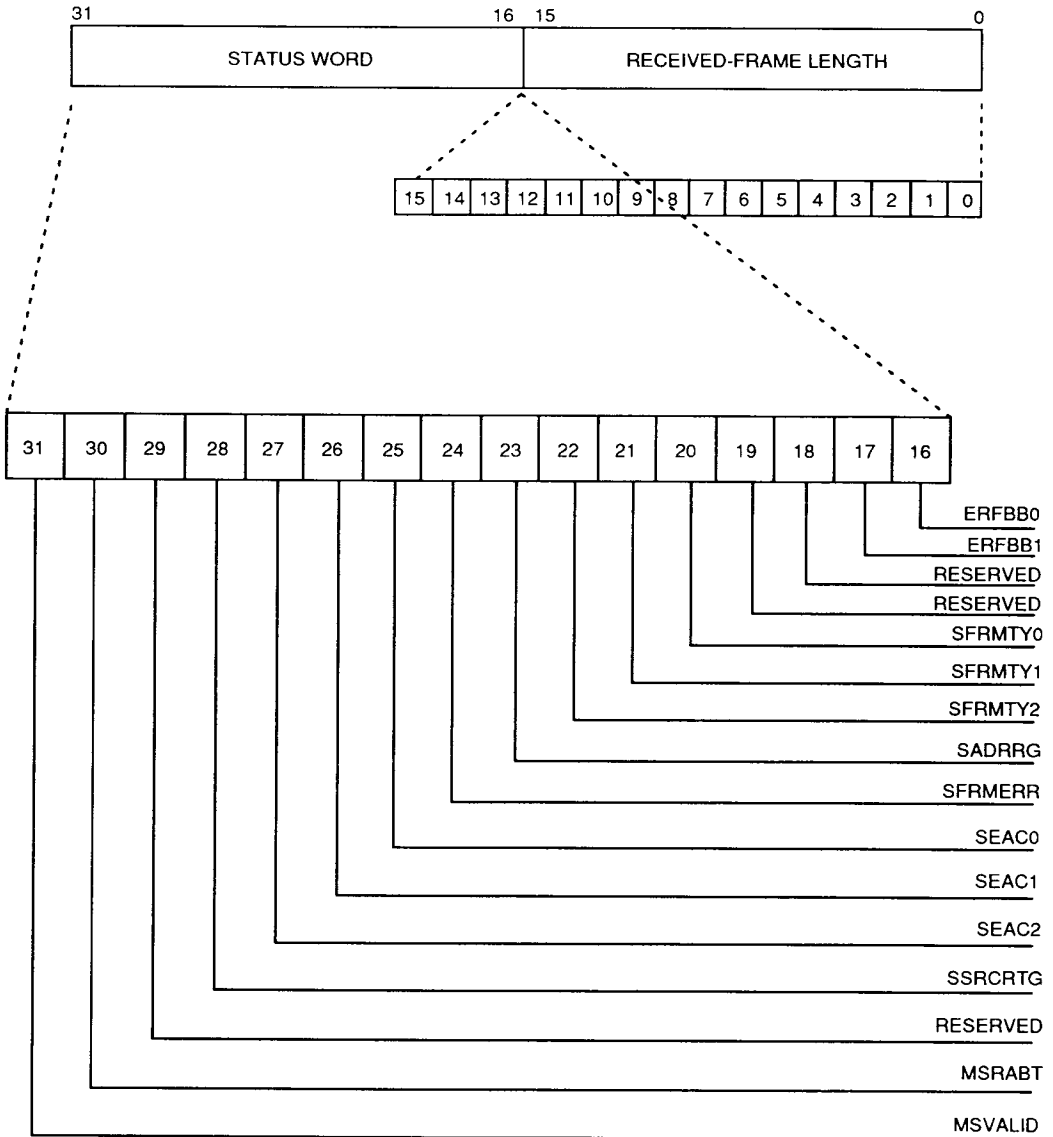 31 16 15 0
STATUS WORD RECEIVED-FRAME LENGTH
15 14 13 12 11 10 9 8 7 6 5 4 3 2 1 0
31 30 29 28 27 26 25 24 23 22 21 20 19 18 17 16
ERFBB0
ERFBB1
RESERVED
RESERVED
SFRMTY0
SFRMTY1
SFRMTY2
SADRRG
SFRMERR
SEAC0
SEAC1
SEAC2
SSRCRTG
RESERVED
MSRABT
MSVALID